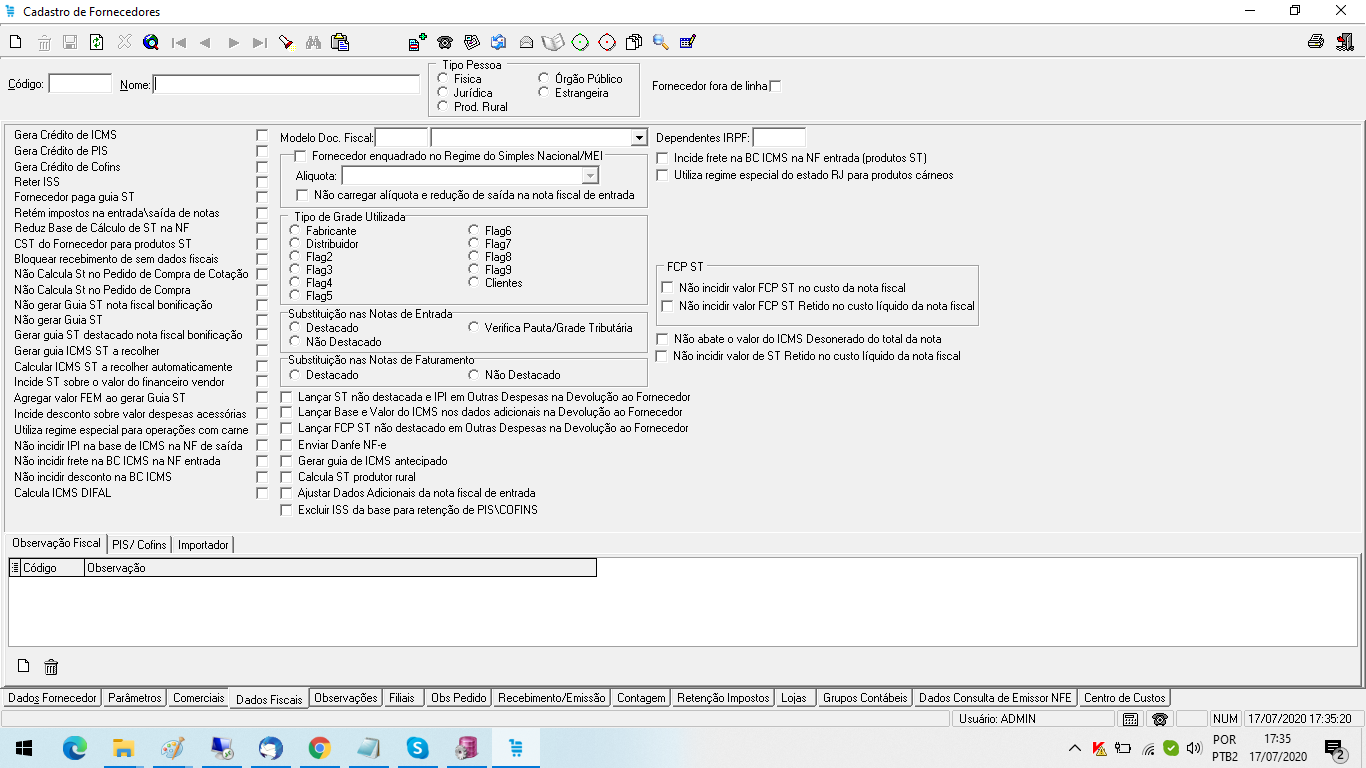 Cadastro de Fornecedores
Código:
Nome:
Tipo Pessoa
Física
Órgão Público
Jurídica
Estrangeira
Prod. Rural
Fornecedor fora de linha
Gera Crédito de ICMS
Gera Crédito de PIS
Gera Crédito de Cofins
Reter ISS
Fornecedor paga guia ST
Retém impostos na entrada\saída de notas
Reduz Base de Cálculo de ST na NF
CST do Fornecedor para produtos ST
Bloquear recebimento de sem dados fiscais
Não Calcula St no Pedido de Compra de Cotação
Não Calcula St no Pedido de Compra
Não gerar Guia ST nota fiscal bonificação
Não gerar Guia ST
Gerar guia ST destacado nota fiscal bonificação
Gerar guia ICMS ST a recolher
Calcular ICMS ST a recolher automaticamente
Incide ST sobre o valor do financeiro vendor
Agregar valor FEM ao gerar Guia ST
Incide desconto sobre valor despesas acessórias
Utiliza regime especial para operações com carne
Não incidir IPI na base de ICMS na NF de saída
Não incidir frete na BC ICMS na NF entrada
Não incidir desconto na BC ICMS
Calcula ICMS DIFAL
Modelo Doc. Fiscal:
Fornecedor enquadrado no Regime do Simples Nacional/MEI
Aliquota:
Não carregar alíquota e redução de saída na nota fiscal de entrada
Tipo de Grade Utilizada
Fabricante
Flag6
Distribuidor
Flag7
Flag2
Flag8
Flag3
Flag9
Flag4
Clientes
Flag5
Substituição nas Notas de Entrada
Destacado
Verifica Pauta/Grade Tributária
Não Destacado
Substituição nas Notas de Faturamento
Destacado
Não Destacado
Lançar ST não destacada e IPI em Outras Despesas na Devolução ao Fornecedor
Lançar Base e Valor do ICMS nos dados adicionais na Devolução ao Fornecedor
Lançar FCP ST não destacado em Outras Despesas na Devolução ao Fornecedor
Enviar Danfe NF-e
Gerar guia de ICMS antecipado
Calcula ST produtor rural
Ajustar Dados Adicionais da nota fiscal de entrada
Excluir ISS da base para retenção de PIS\COFINS
Dependentes IRPF:
Incide frete na BC ICMS na NF entrada (produtos ST)
Utiliza regime especial do estado RJ para produtos cárneos
FCP ST
Não incidir valor FCP ST no custo da nota fiscal
Não incidir valor FCP ST Retido no custo líquido da nota fiscal
Não abate o valor do ICMS Desonerado do total da nota
Não incidir valor de ST Retido no custo líquido da nota fiscal
Observação Fiscal
PIS/ Cofins
Importador
Código
Observação
Dados Fornecedor
Parâmetros
Comerciais
Dados Fiscais
Observações
Filiais
Obs Pedido
Recebimento/Emissão
Contagem
Retenção Impostos
Lojas
Grupos Contábeis
Dados Consulta de Emissor NFE
Centro de Custos
Usuário: ADMIN
NUM
17/07/2020 17:35:20
POR
PTB2
17:35
17/07/2020
2